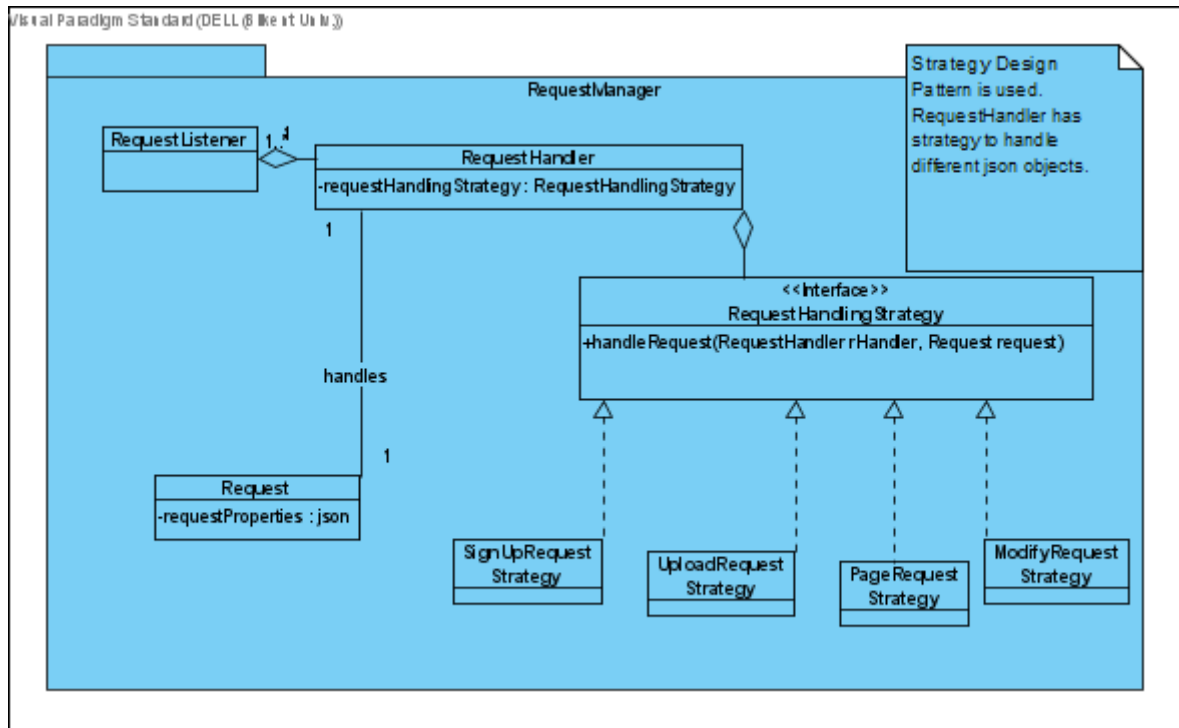 Visual Paradigm Standard (DELL (Bilkent Univ.))
RequestManager
Strategy Design
Pattern is used.
RequestHandler has
strategy to handle
different json objects.
RequestListener
1
RequestHandler
-requestHandlingStrategy : RequestHandlingStrategy
1
<<Interface>>
RequestHandlingStrategy
+handleRequest(RequestHandler rHandler, Request request)
handles
1
Request
-requestProperties : json
SignUpRequest
Strategy
UploadRequest
Strategy
PageRequest
Strategy
ModifyRequest
Strategy